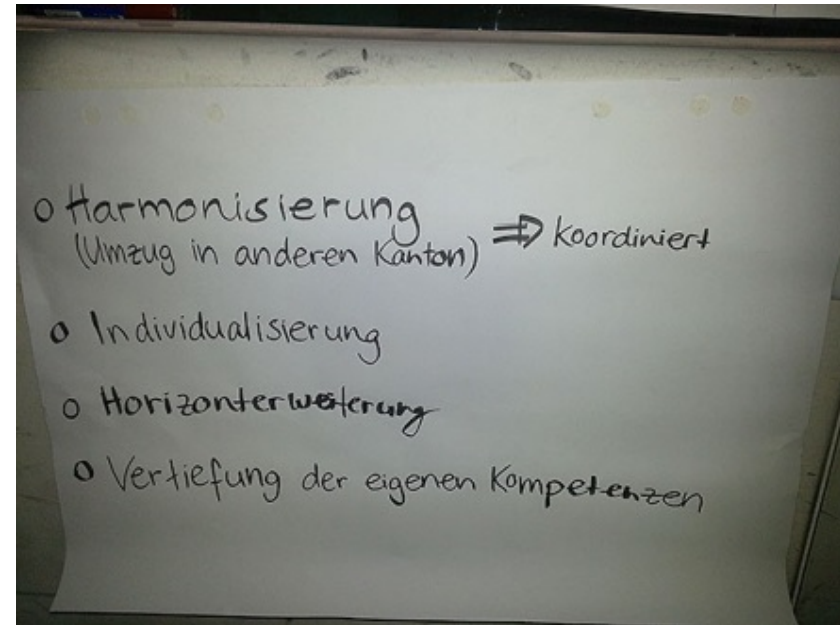 o Harmonisierung
(Umzug in anderen Kanton) ⇒ koordiniert
o Individualisierung
o Horizonterweiterung
o Vertiefung der eigenen Kompetenzen